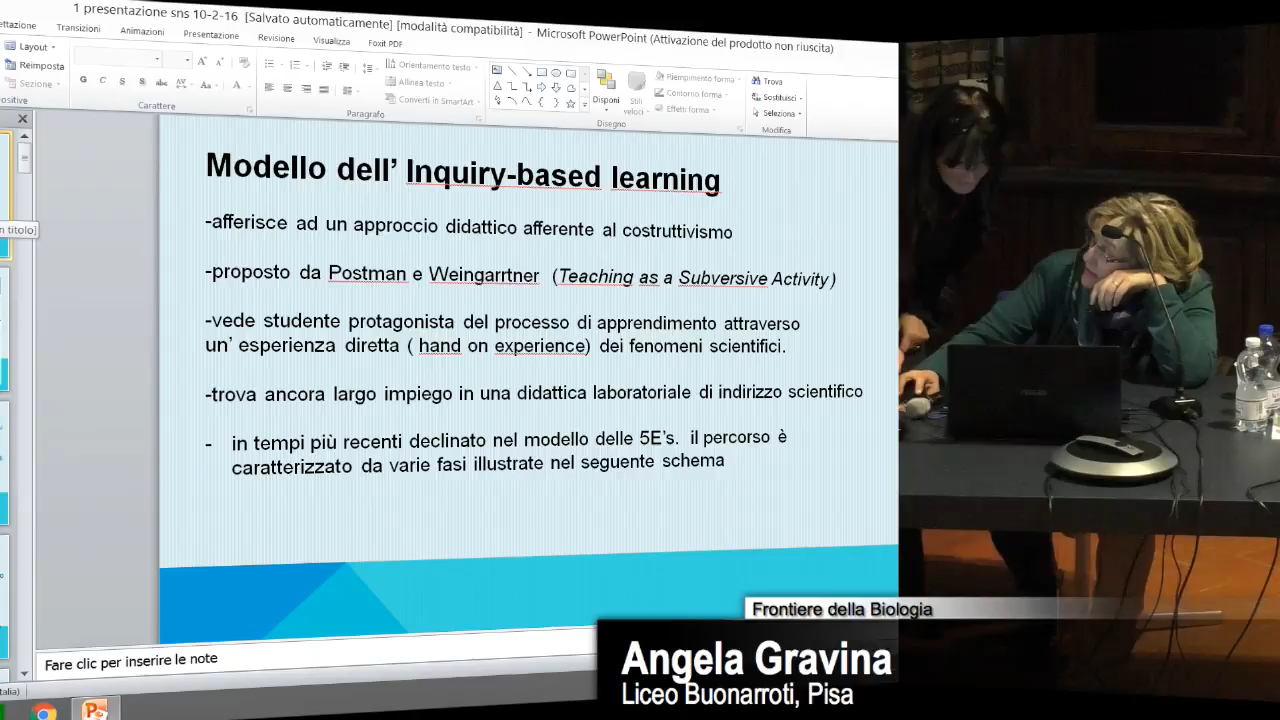 1 presentazione sns 10-2-16 [Salvato automaticamente] [modalità compatibilità] - Microsoft PowerPoint (Attivazione del prodotto non riuscita)
Transizioni Animazioni Presentazione Revisione Visualizza Foxit PDF
Layout
Reimposta
Sezione
Carattere
Orientamento testo
Allinea testo
Converti in SmartArt
Paragrafo
Disponi
Stili veloci
Riempimento forma
Contorno forma
Effetti forma
Disegno
Trova
Sostituisci
Seleziona
Modifica
Modello dell’ Inquiry-based learning
-afferisce ad un approccio didattico afferente al costruttivismo
-proposto da Postman e Weingarrtner (Teaching as a Subversive Activity)
-vede studente protagonista del processo di apprendimento attraverso
un’ esperienza diretta ( hand on experience) dei fenomeni scientifici.
-trova ancora largo impiego in una didattica laboratoriale di indirizzo scientifico
- in tempi più recenti declinato nel modello delle 5E’s. il percorso è
caratterizzato da varie fasi illustrate nel seguente schema
Fare clic per inserire le note
Frontiere della Biologia
Angela Gravina
Liceo Buonarroti, Pisa